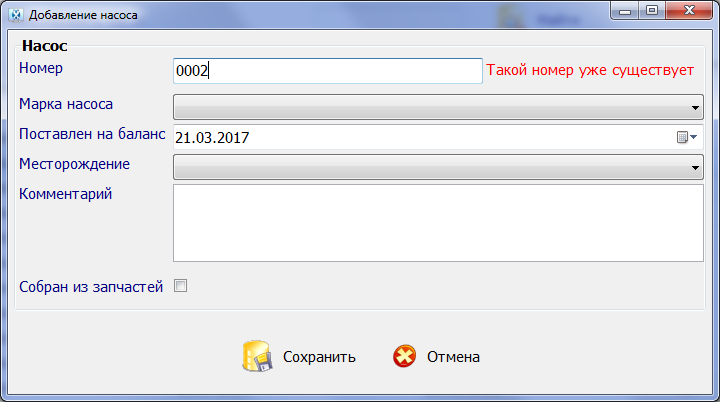 Добавление насоса
Насос
Номер 0002 Такой номер уже существует
Марка насоса
Поставлен на баланс 21.03.2017
Месторождение
Комментарий
Собран из запчастей
Сохранить Отмена